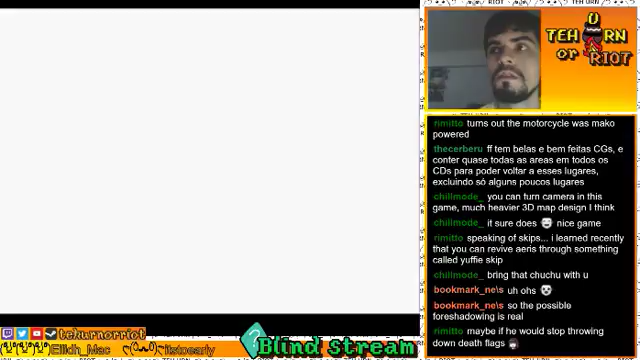 TEH URN
or RIOT
rimitto turns out the motorcycle was mako
powered
thecerberu ff tem belas e bem feitas CGs, e
conter quase todas as areas em todos os
CDs para poder voltar a esses lugares,
excluindo só alguns poucos lugares
chillmode_ you can turn camera in this
game, much heavier 3D map design I think
chillmode_ it sure does nice game
rimitto speaking of skips... i learned recently
that you can revive aeris through something
called yuffie skip
chillmode_ bring that chuchu with u
bookmark_ne\s uh ohs
bookmark_ne\s so the possible
foreshadowing is real
rimitto maybe if he would stop throwing
down death flags
tehurnorriot
Eilidh_Mac
itstoearly
Blind Stream